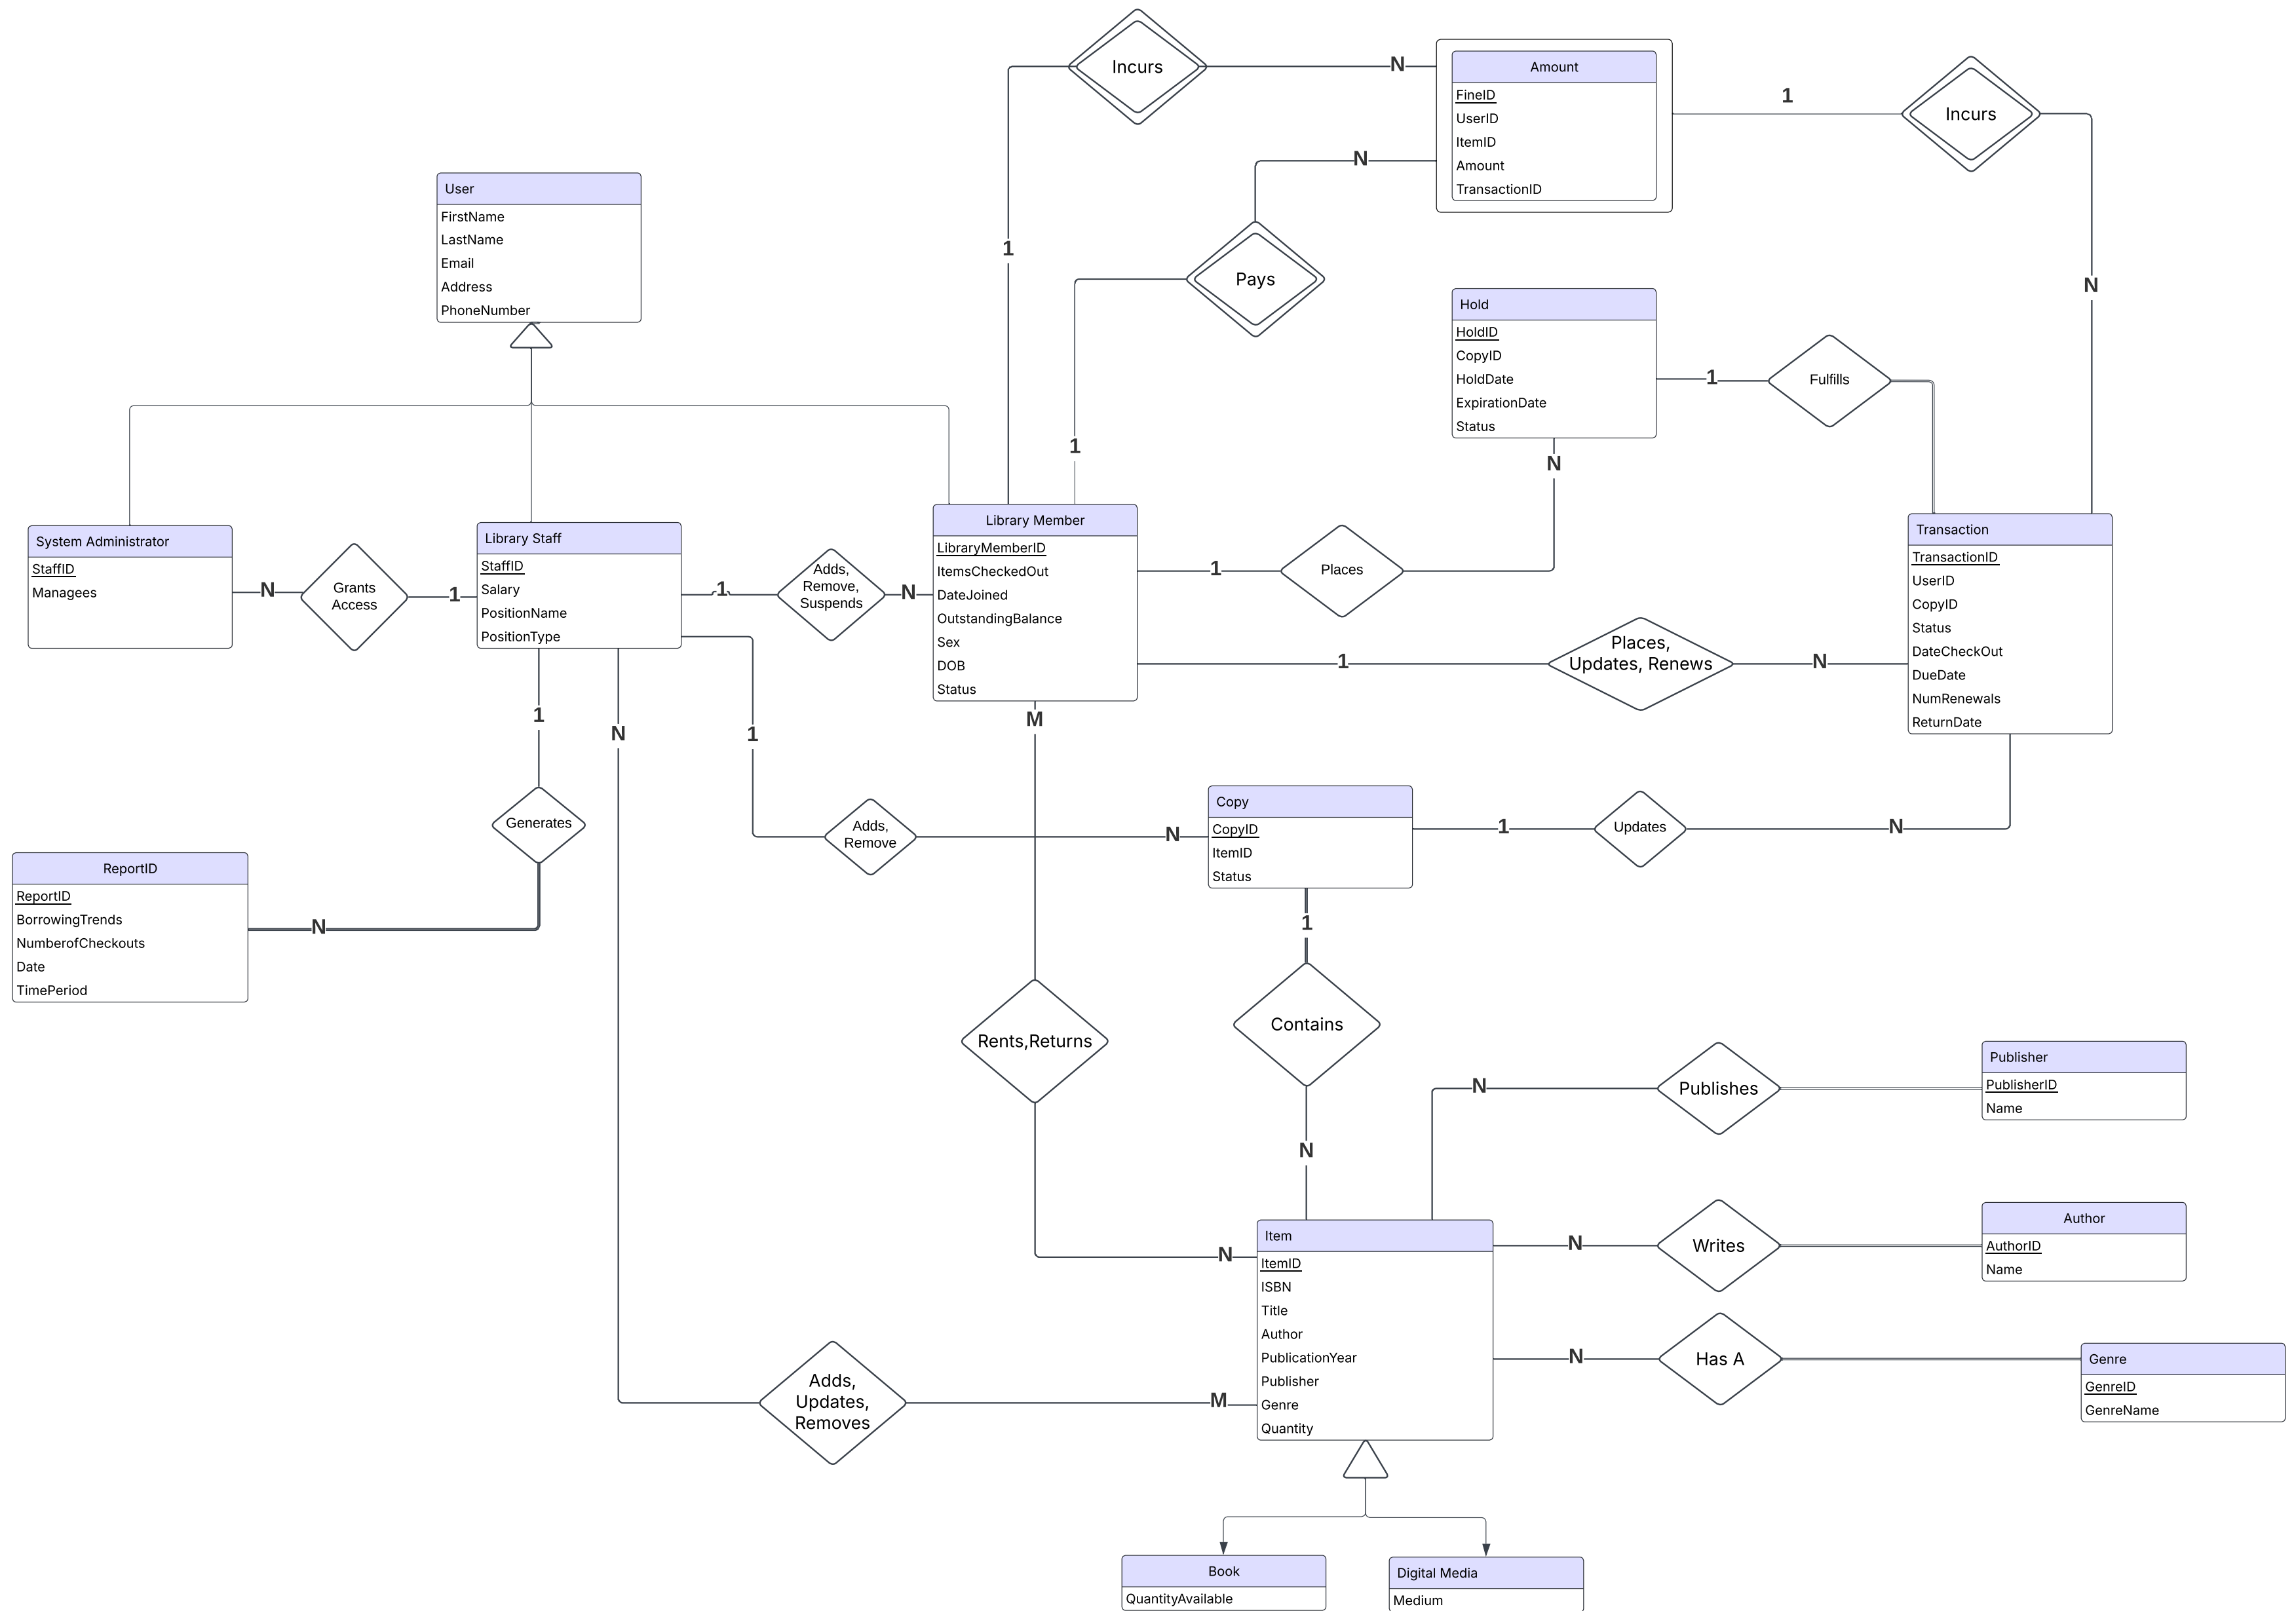 Incurs
N
1
Amount
FineID
UserID
ItemID
Amount
TransactionID
1
Incurs
N
Pays
N
1
User
FirstName
LastName
Email
Address
PhoneNumber
Hold
HoldID
CopyID
HoldDate
ExpirationDate
Status
1
Fulfills
N
System Administrator
StaffID
Managees
N
Grants
Access
1
Library Staff
StaffID
Salary
PositionName
PositionType
1
Adds,
Remove,
Suspends
N
Library Member
LibraryMemberID
ItemsCheckedOut
DateJoined
OutstandingBalance
Sex
DOB
Status
1
Places
1
Places,
Updates, Renews
N
Transaction
TransactionID
UserID
CopyID
Status
DateCheckOut
DueDate
NumRenewals
ReturnDate
1
N
1
M
Generates
Adds,
Remove
N
Copy
CopyID
ItemID
Status
1
Updates
N
ReportID
ReportID
BorrowingTrends
NumberofCheckouts
Date
TimePeriod
N
1
Rents,Returns
Contains
N
N
Publishes
Publisher
PublisherID
Name
N
Item
ItemID
ISBN
Title
Author
PublicationYear
Publisher
Genre
Quantity
N
Writes
Author
AuthorID
Name
N
Has A
Genre
GenreID
GenreName
Adds,
Updates,
Removes
M
Book
QuantityAvailable
Digital Media
Medium